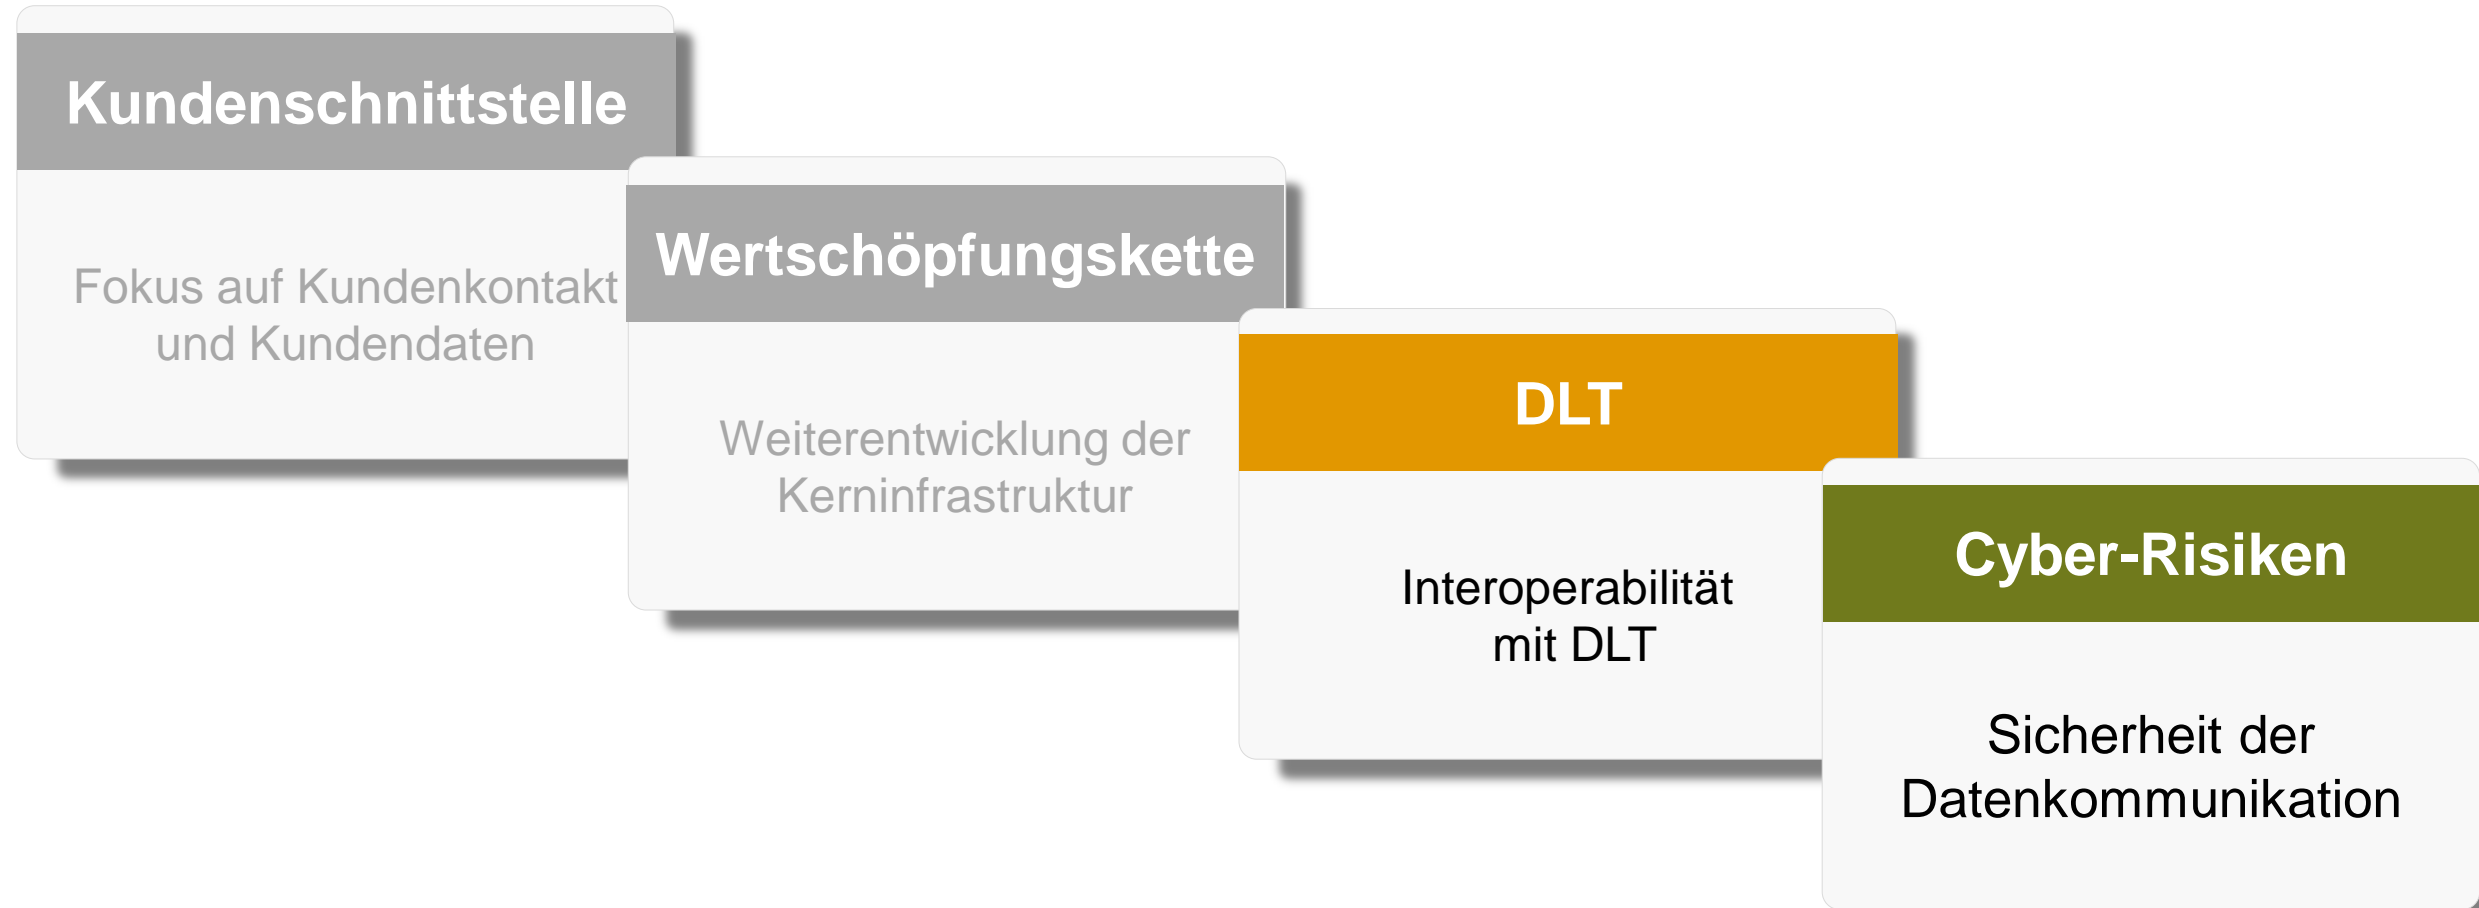 Kundenschnittstelle
Fokus auf Kundenkontakt
und Kundendaten
Wertschöpfungskette
Weiterentwicklung der
Kerninfrastruktur
DLT
Interoperabilität
mit DLT
Cyber-Risiken
Sicherheit der
Datenkommunikation